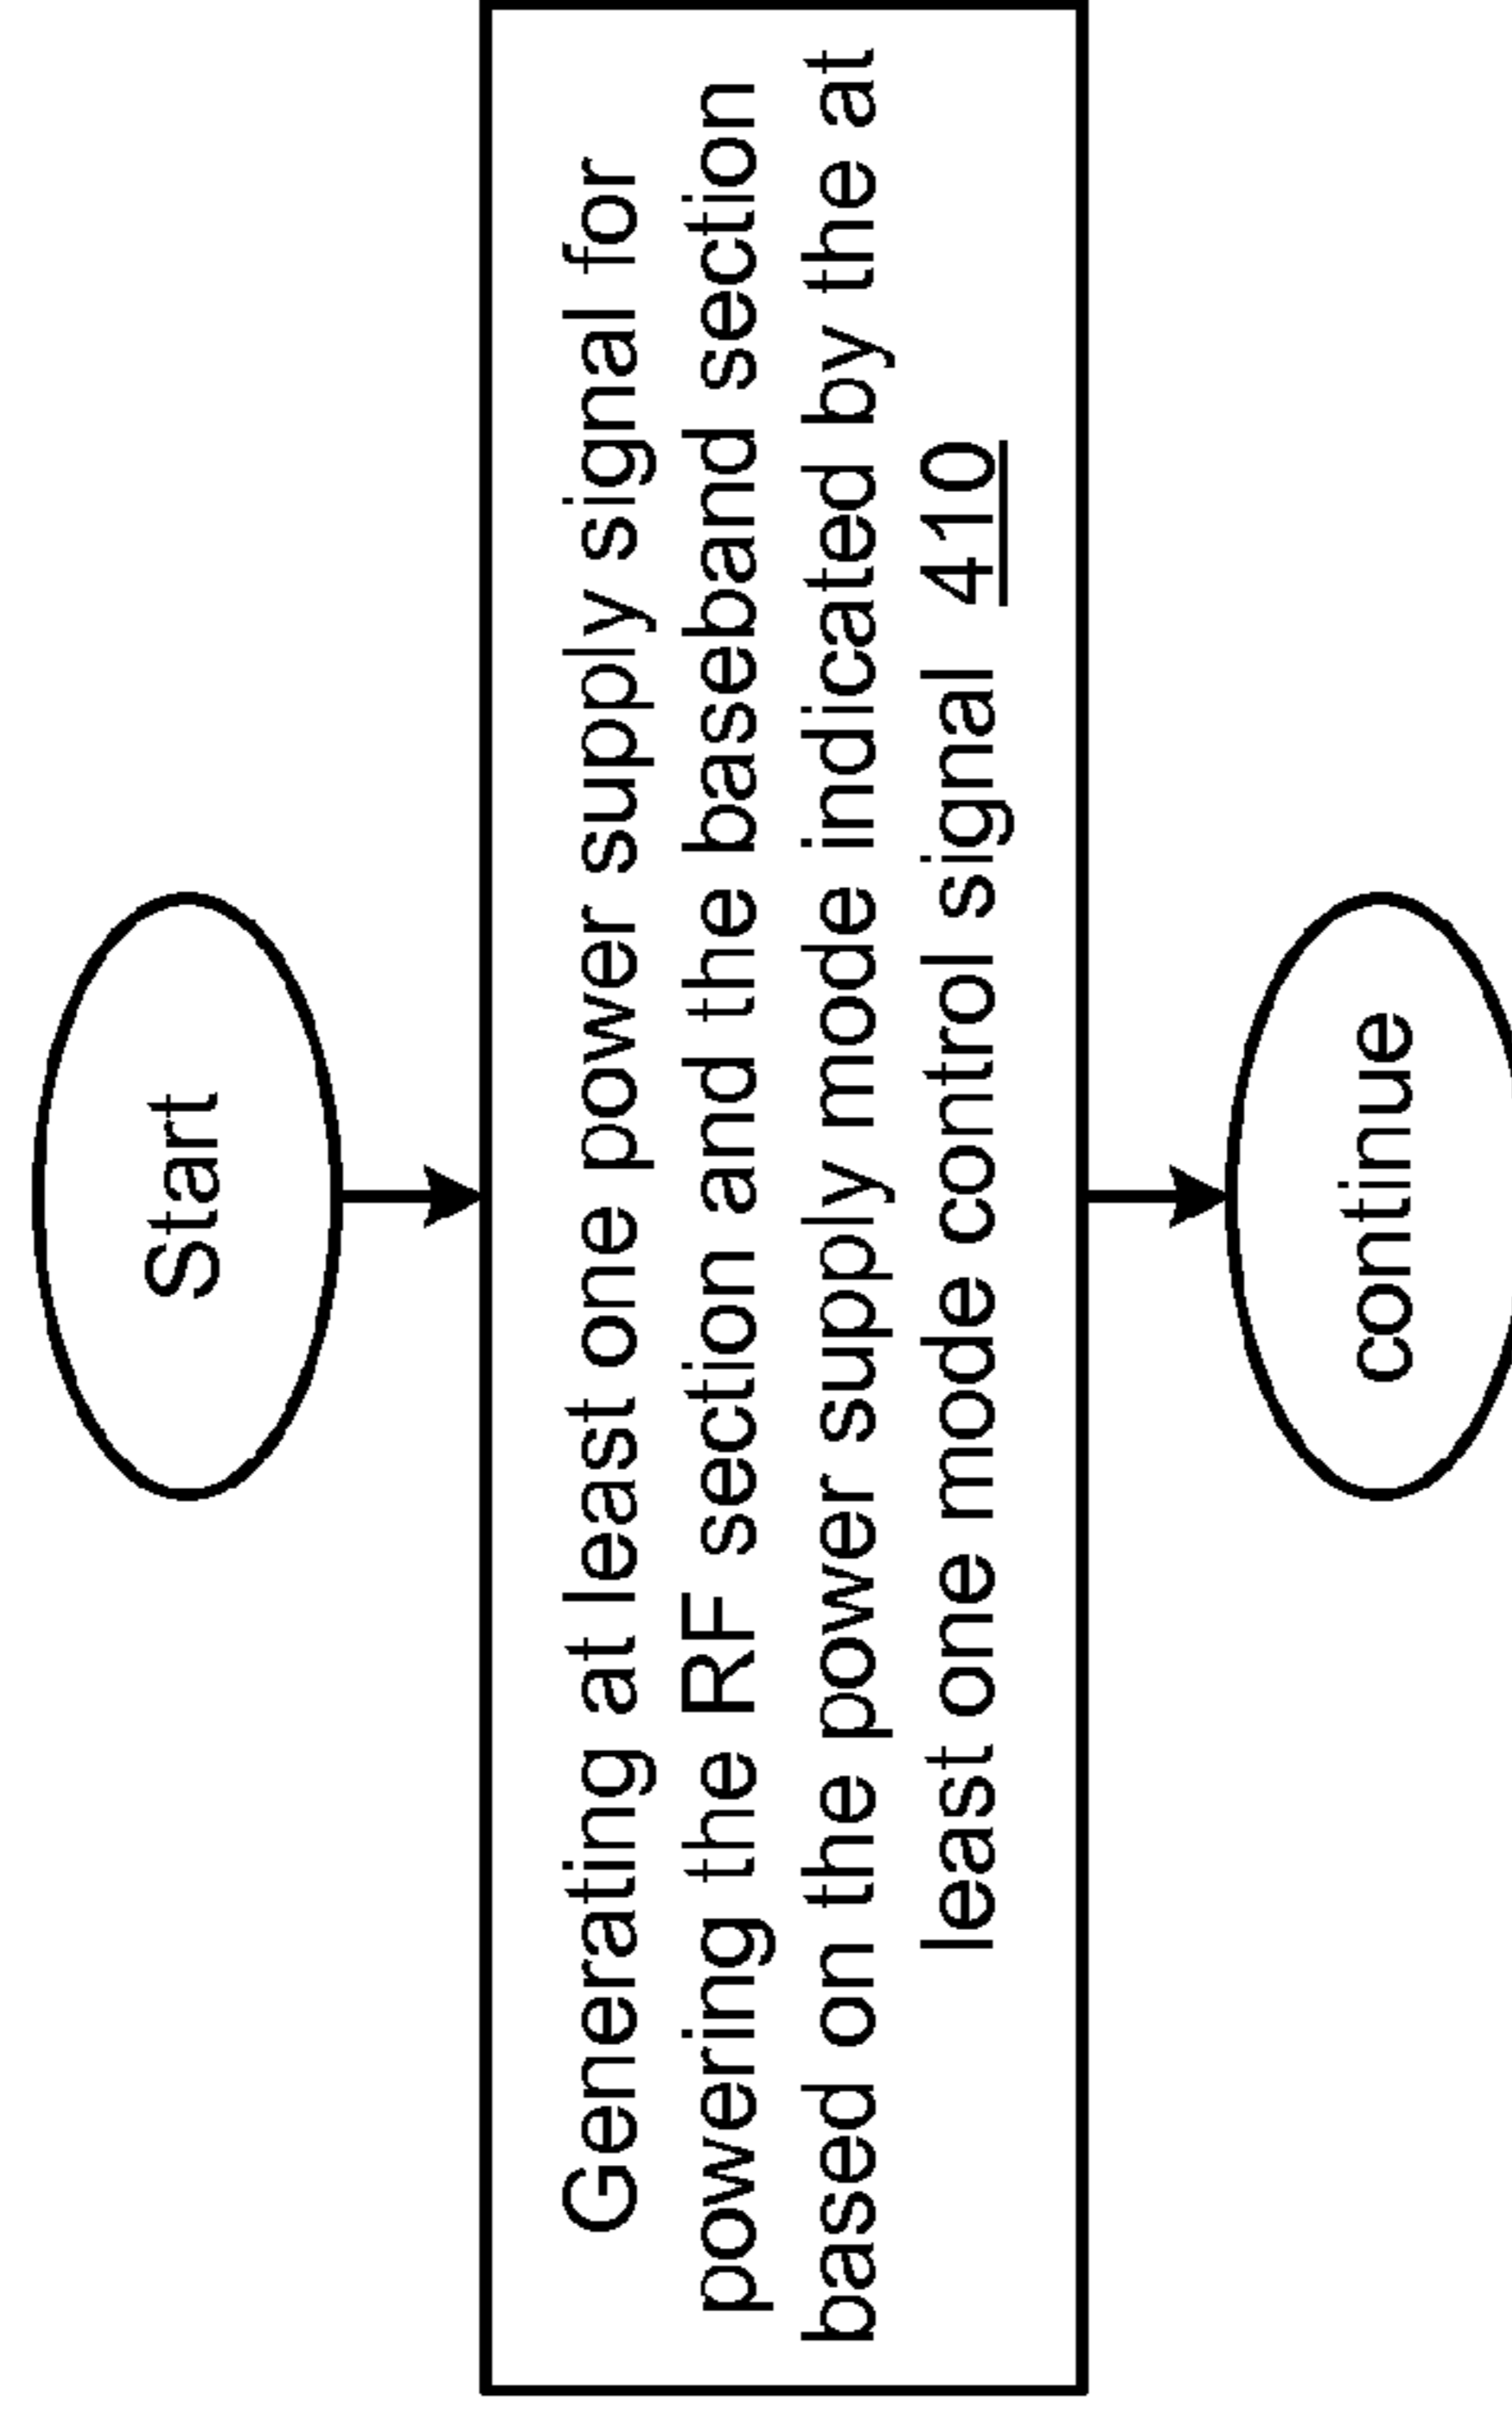 Start
Generating at least one power supply signal for
powering the RF section and the baseband section
based on the power supply mode indicated by the at
least one mode control signal 410
continue